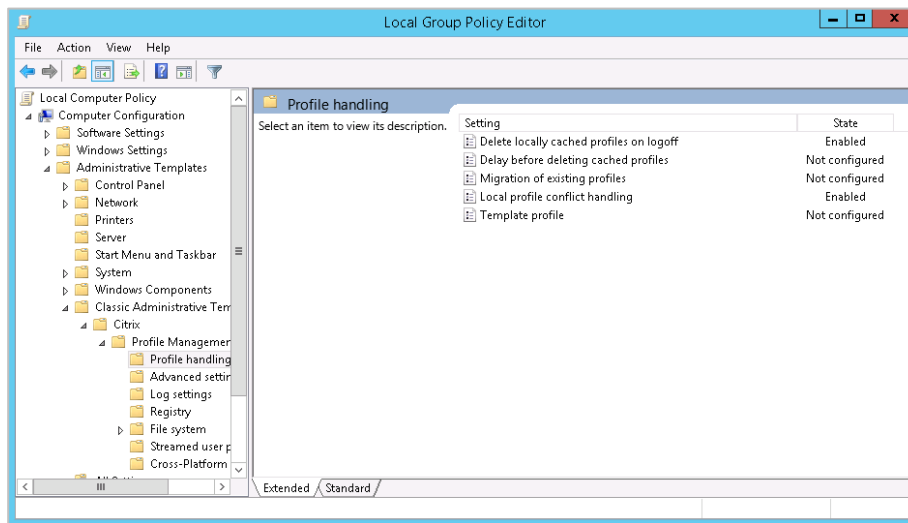 Local Group Policy Editor
File Action View Help
Local Computer Policy
Computer Configuration
Software Settings
Windows Settings
Administrative Templates
Control Panel
Network
Printers
Server
Start Menu and Taskbar
System
Windows Components
Classic Administrative Tem
Citrix
Profile Managemer
Profile handling
Advanced settin
Log settings
Registry
File system
Streamed user p
Cross-Platform
Profile handling
Select an item to view its description.
Setting State
Delete locally cached profiles on logoff Enabled
Delay before deleting cached profiles Not configured
Migration of existing profiles Not configured
Local profile conflict handling Enabled
Template profile Not configured
Extended Standard